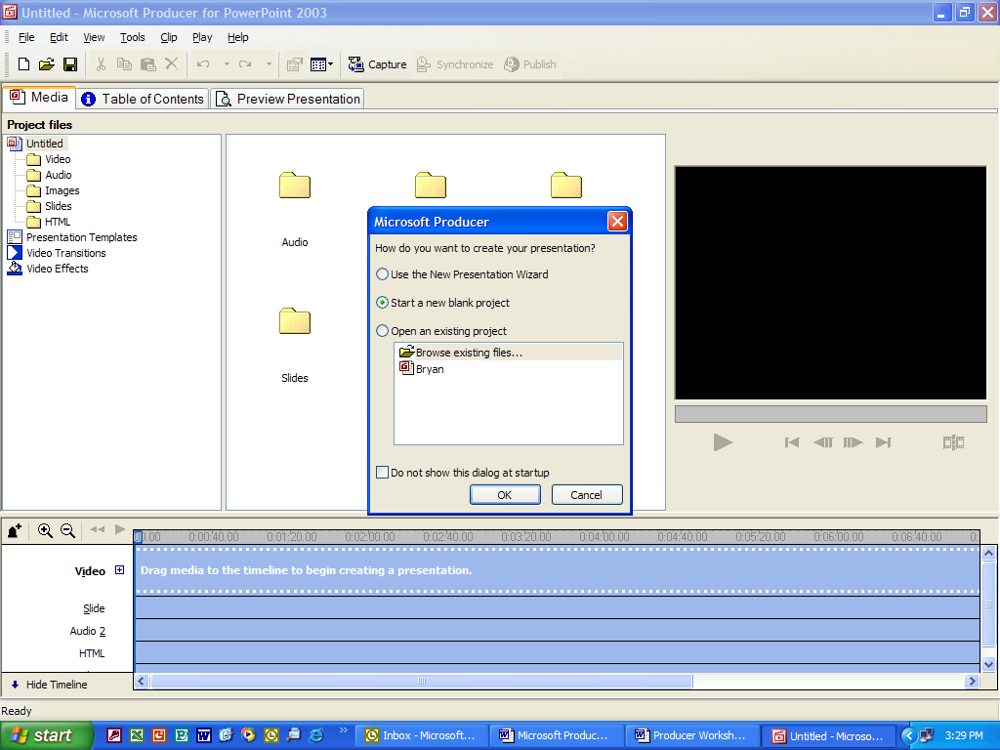 Untitled - Microsoft Producer for PowerPoint 2003
File Edit View Tools Clip Play Help
Capture Synchronize Publish
Media Table of Contents Preview Presentation
Project files
Untitled
Video
Audio
Images
Slides
HTML
Presentation Templates
Video Transitions
Video Effects
Audio
Slides
Microsoft Producer
How do you want to create your presentation?
Use the New Presentation Wizard
Start a new blank project
Open an existing project
Browse existing files...
Bryan
Do not show this dialog at startup
OK Cancel
0:00:40.00 0:01:20.00 0:02:00.00 0:02:40.00 0:03:20.00 0:04:00.00 0:04:40.00 0:05:20.00 0:06:00.00 0:06:40.00
Video Drag media to the timeline to begin creating a presentation.
Slide
Audio 2
HTML
Hide Timeline
Ready
start Inbox - Microsoft... Microsoft Produc... Producer Worksh... Untitled - Microso... 3:29 PM